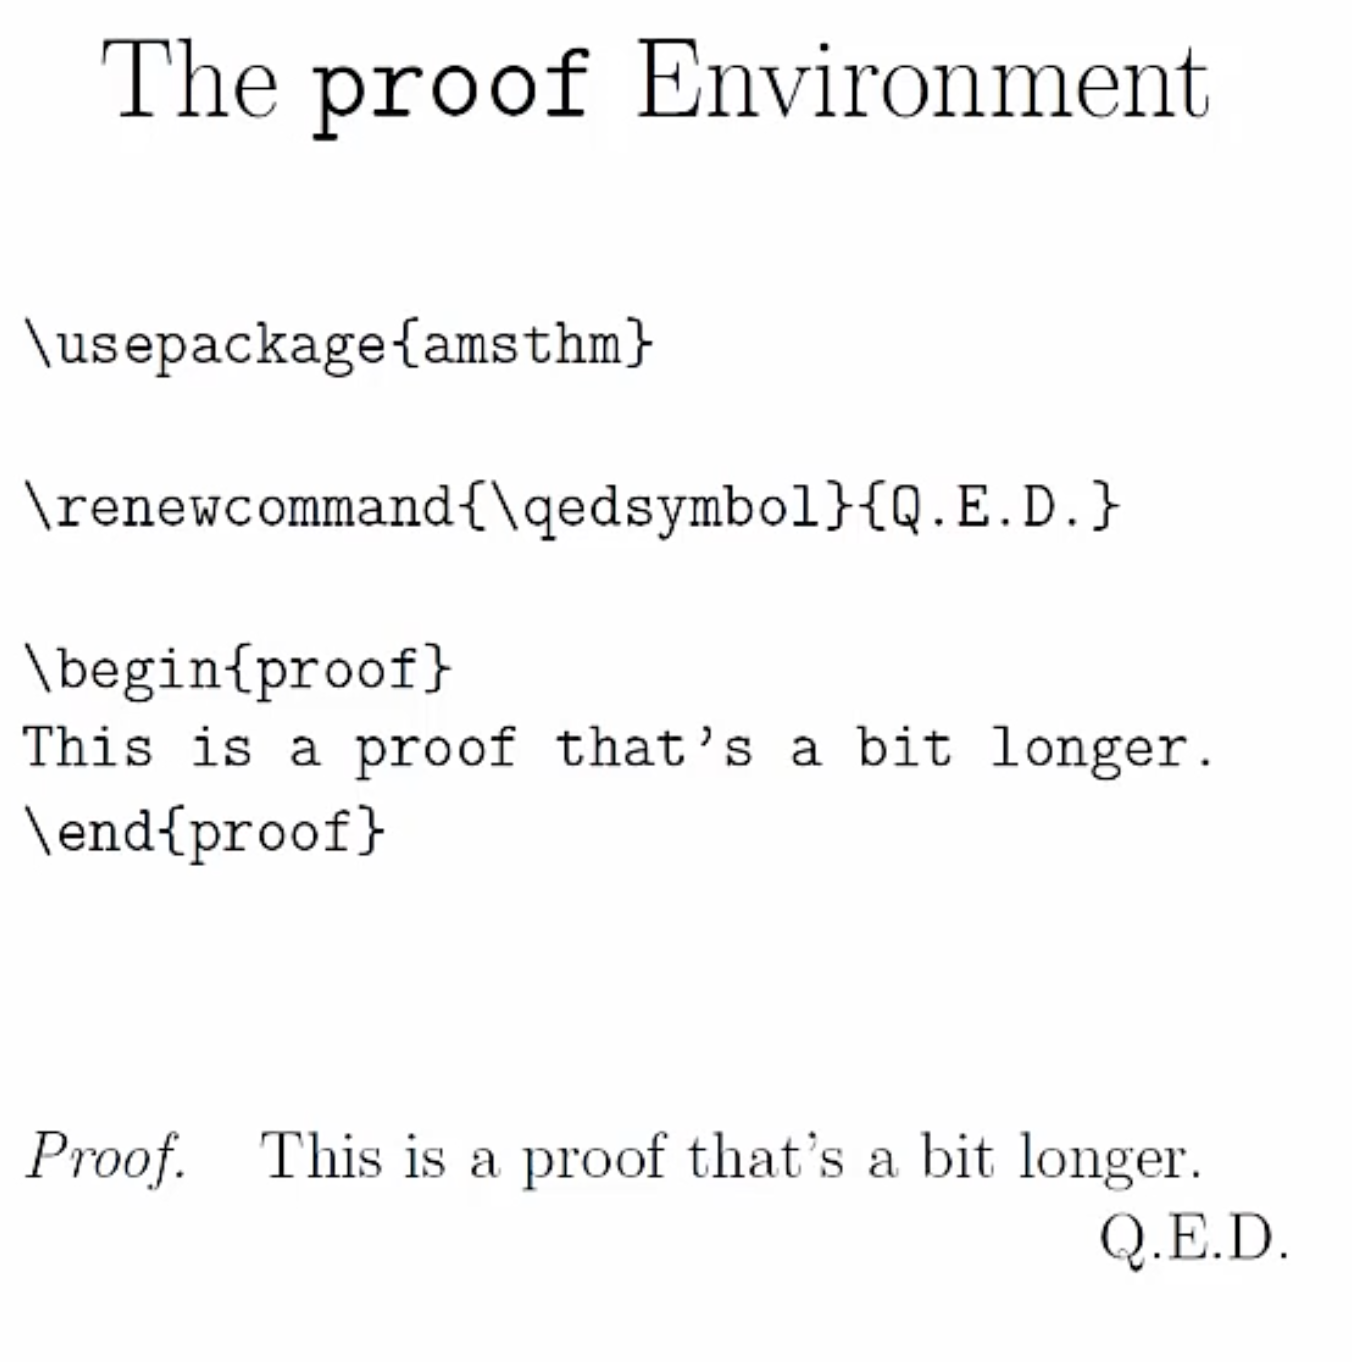 The proof Environment
\usepackage{amsthm}
\renewcommand{\qedsymbol}{Q.E.D.}
\begin{proof}
This is a proof that’s a bit longer.
\end{proof}
Proof. This is a proof that’s a bit longer.
Q.E.D.